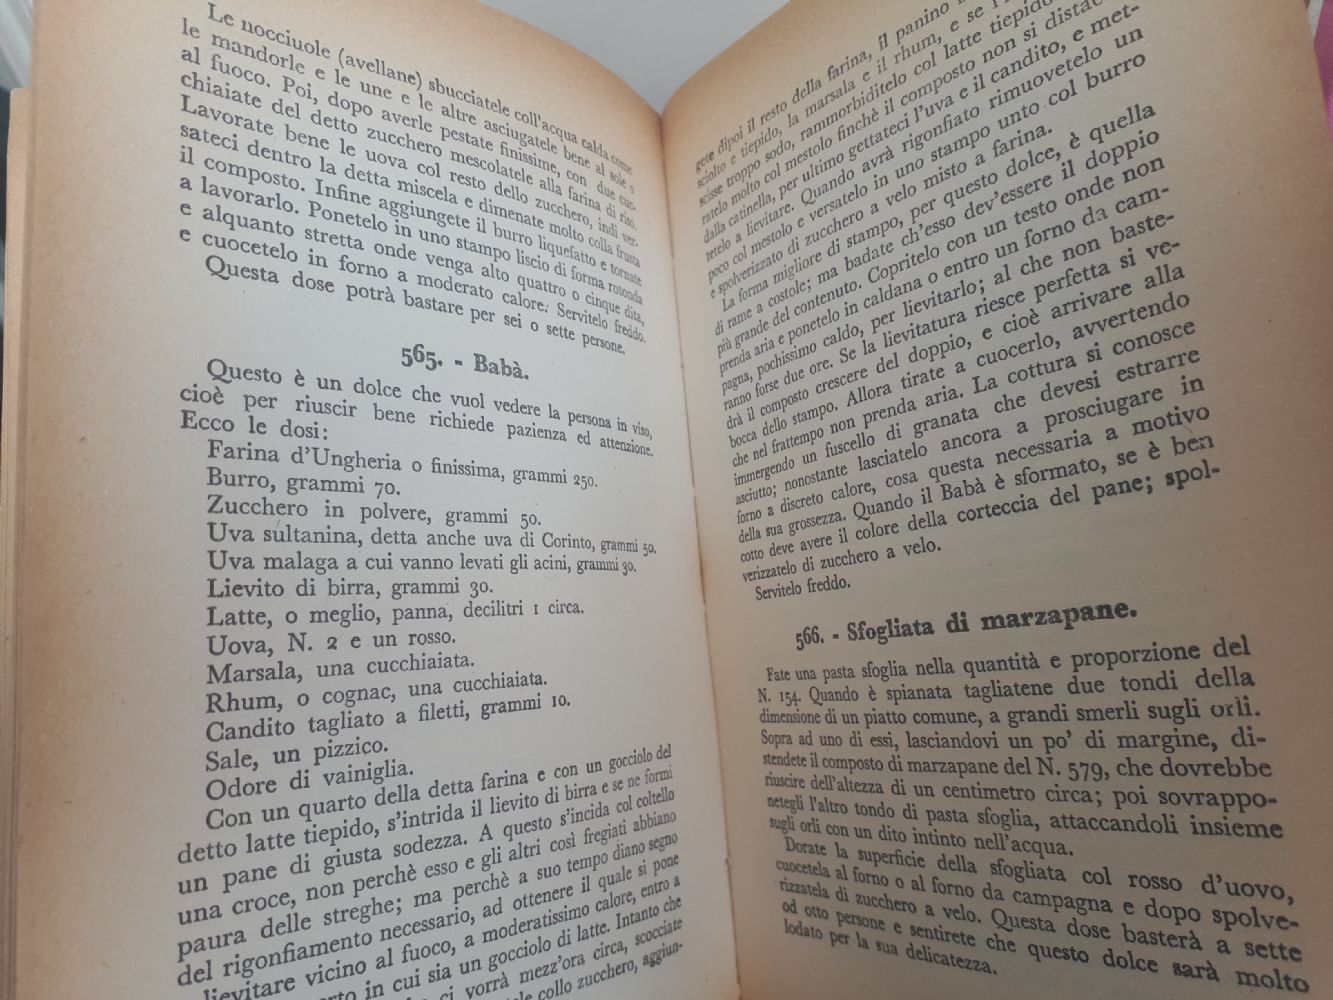 Le nocciuole (avellane) sbucciatele coll'acqua calda come
le mandorle e le une e le altre asciugatele bene al sole o
al fuoco. Poi, dopo averle pestate finissime, con due cuc-
chiaiate del detto zucchero mescolatele alla farina di riso.
Lavorate bene le uova col resto dello zucchero, indi ver-
sateci dentro la detta miscela e dimenate molto colla frusta
il composto. Infine aggiungete il burro liquefatto e tornate
a lavorarlo. Ponetelo in uno stampo liscio di forma rotonda
e alquanto stretta onde venga alto quattro o cinque dita,
e cuocetelo in forno a moderato calore. Servitelo freddo.
Questa dose potrà bastare per sei o sette persone.
565. - Babà.
Questo è un dolce che vuol vedere la persona in viso,
cioè per riuscir bene richiede pazienza ed attenzione.
Ecco le dosi:
Farina d'Ungheria o finissima, grammi 250.
Burro, grammi 70.
Zucchero in polvere, grammi 50.
Uva sultanina, detta anche uva di Corinto, grammi 50.
Uva malaga a cui vanno levati gli acini, grammi 30.
Lievito di birra, grammi 30.
Latte, o meglio, panna, decilitri 1 circa.
Uova, N. 2 e un rosso.
Marsala, una cucchiaiata.
Rhum, o cognac, una cucchiaiata.
Candito tagliato a filetti, grammi 10.
Sale, un pizzico.
Odore di vainiglia.
Con un quarto della detta farina e con un gocciolo del
detto latte tiepido, s'intrida il lievito di birra e se ne formi
un pane di giusta sodezza. A questo s'incida col coltello
una croce, non perchè esso e gli altri così fregiati abbiano
paura delle streghe; ma perchè a suo tempo diano segno
del rigonfiamento necessario, ad ottenere il quale si pone
a lievitare vicino al fuoco, a moderatissimo calore, entro a
in cui sia un gocciolo di latte. Intanto che
ci vorrà mezz'ora circa, scocciate
collo zucchero, aggiun-
gete dipoi il resto della farina, il panino
sciolto e tiepido, la marsala e il rhum, e se
scisse troppo sodo, rammorbiditelo col latte tiepido.
ratelo molto col mestolo finchè il composto non si distac
dalla catinella, per ultimo gettateci l'uva e il candito, e met-
tetelo a lievitare. Quando avrà rigonfiato rimuovetelo un
poco col mestolo e versatelo in uno stampo unto col burro
e spolverizzato di zucchero a velo misto a farina.
La forma migliore di stampo, per questo dolce, è quella
di rame a costole; ma badate ch'esso dev'essere il doppio
più grande del contenuto. Copritelo con un testo onde non
prenda aria e ponetelo in caldana o entro un forno da cam-
pagna, pochissimo caldo, per lievitarlo; al che non baste-
ranno forse due ore. Se la lievitatura riesce perfetta si ve-
drà il composto crescere del doppio, e cioè arrivare alla
bocca dello stampo. Allora tirate a cuocerlo, avvertendo
che nel frattempo non prenda aria. La cottura si conosce
immergendo un fuscello di granata che devesi estrarre
asciutto; nonostante lasciatelo ancora a prosciugare in
forno a discreto calore, cosa questa necessaria a motivo
della sua grossezza. Quando il Babà è sformato, se è ben
cotto deve avere il colore della corteccia del pane; spol-
verizzatelo di zucchero a velo.
Servitelo freddo.
566. - Sfogliata di marzapane.
Fate una pasta sfoglia nella quantità e proporzione del
N. 154. Quando è spianata tagliatene due tondi della
dimensione di un piatto comune, a grandi smerli sugli orli.
Sopra ad uno di essi, lasciandovi un po' di margine, di-
stendete il composto di marzapane del N. 579, che dovrebbe
riuscire dell'altezza di un centimetro circa; poi sovrappo-
netegli l'altro tondo di pasta sfoglia, attaccandoli insieme
sugli orli con un dito intinto nell'acqua.
Dorate la superficie della sfogliata col rosso d'uovo,
cuocetela al forno o al forno da campagna e dopo spolve-
rizzatela di zucchero a velo. Questa dose basterà a sette
od otto persone e sentirete che questo dolce sarà molto
lodato per la sua delicatezza.